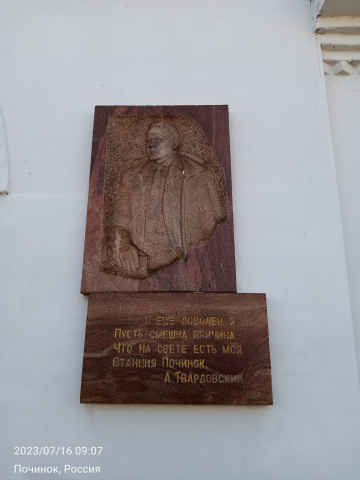 И ещё доволен я -
Пусть смешна причина, -
Что на свете есть моя
Станция Починок.
А. Твардовский
2023/07/16 09:07
Починок, Россия